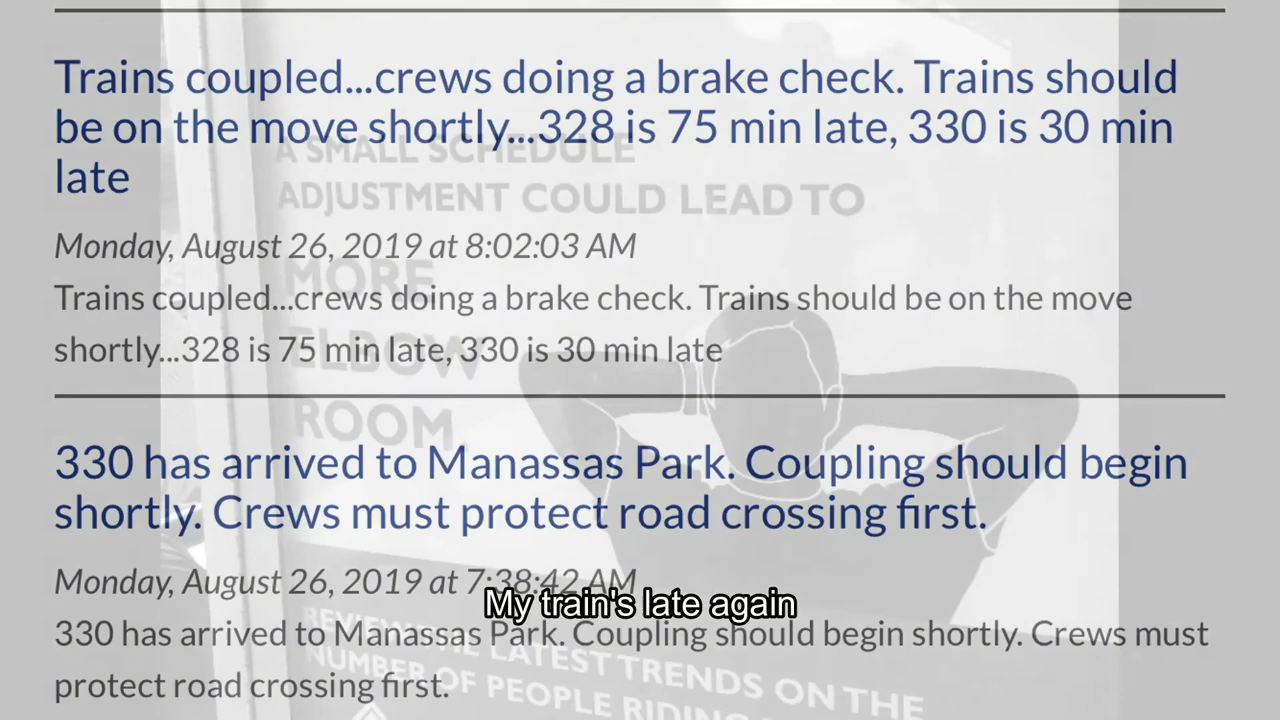 Trains coupled...crews doing a brake check. Trains should
be on the move shortly...328 is 75 min late, 330 is 30 min
late
A SMALL SCHEDULE
ADJUSTMENT COULD LEAD TO
MORE
ELBOW
ROOM.
Monday, August 26, 2019 at 8:02:03 AM
Trains coupled...crews doing a brake check. Trains should be on the move
shortly...328 is 75 min late, 330 is 30 min late
330 has arrived to Manassas Park. Coupling should begin
shortly. Crews must protect road crossing first.
Monday, August 26, 2019 at 7:38:42 AM
My train's late again
330 has arrived to Manassas Park. Coupling should begin shortly. Crews must
protect road crossing first.
REVIEW THE LATEST TRENDS ON THE
NUMBER OF PEOPLE RIDING